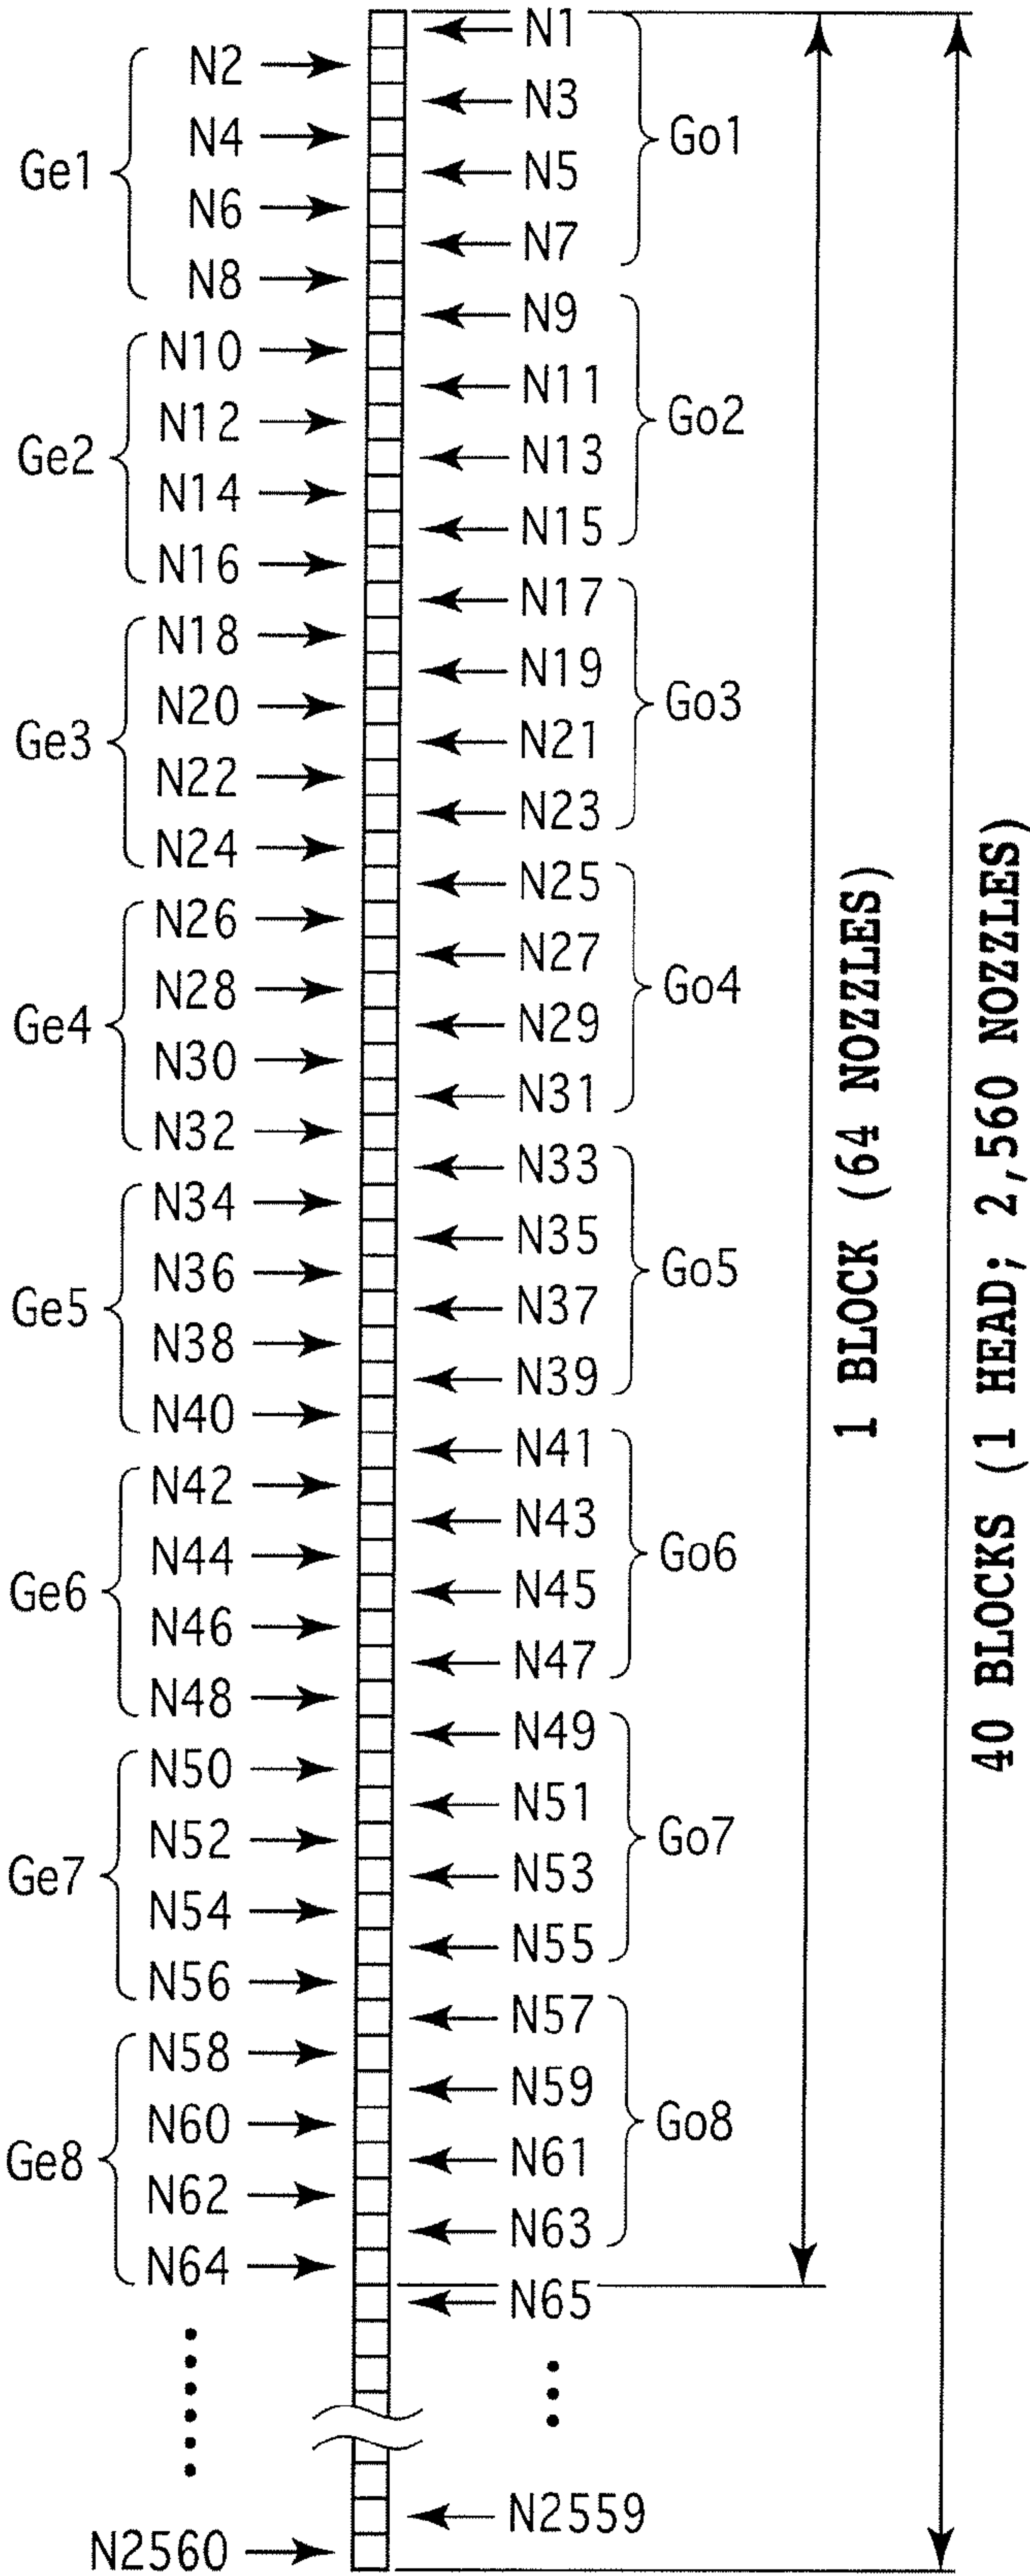 N1
N2
N3
N4
Go1
Ge1
N5
N6
N7
N8
N9
N10
N11
N12
Go2
Ge2
N13
N14
N15
N16
N17
N18
N19
N20
Go3
Ge3
N21
N22
N23
N24
N25
N26
N27
N28
Go4
Ge4
N29
N30
N31
N32
N33
N34
N35
N36
Go5
Ge5
N37
N38
N39
N40
N41
N42
N43
N44
Go6
Ge6
N45
N46
N47
N48
N49
N50
N51
N52
Go7
Ge7
N53
N54
N55
N56
N57
N58
N59
N60
Go8
Ge8
N61
N62
N63
N64
N65
N2559
N2560
1 BLOCK (64 NOZZLES)
40 BLOCKS (1 HEAD; 2,560 NOZZLES)